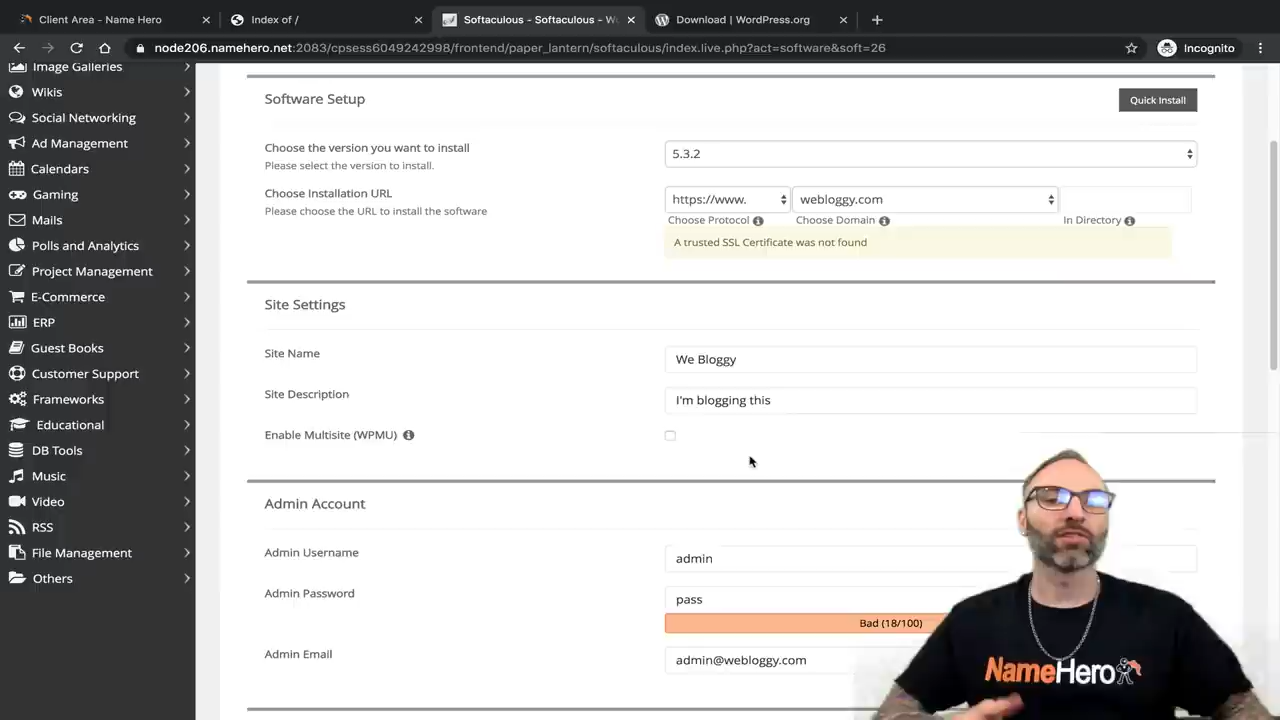 Client Area - Name Hero
Index of /
Softaculous - Softaculous - W
Download | WordPress.org
node206.namehero.net:2083/cpsess6049242998/frontend/paper_lantern/softaculous/index.live.php?act=software&soft=26
Incognito
Image Galleries
Wikis
Social Networking
Ad Management
Calendars
Gaming
Mails
Polls and Analytics
Project Management
E-Commerce
ERP
Guest Books
Customer Support
Frameworks
Educational
DB Tools
Music
Video
RSS
File Management
Others
Software Setup
Quick Install
Choose the version you want to install
Please select the version to install.
5.3.2
Choose Installation URL
Please choose the URL to install the software
https://www.
webloggy.com
Choose Protocol
Choose Domain
In Directory
A trusted SSL Certificate was not found
Site Settings
Site Name
We Bloggy
Site Description
I'm blogging this
Enable Multisite (WPMU)
Admin Account
Admin Username
admin
Admin Password
pass
Bad (18/100)
Admin Email
admin@webloggy.com
NameHero